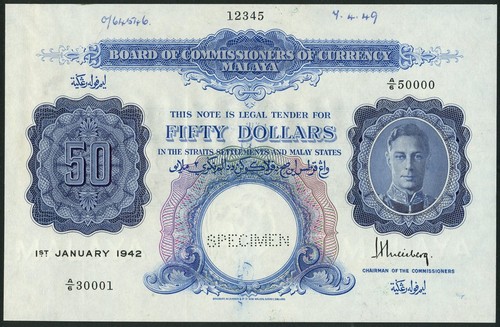 12345
4.4.49
BOARD OF COMMISSIONERS OF CURRENCY
MALAYA
A/6 50000
THIS NOTE IS LEGAL TENDER FOR
FIFTY DOLLARS
IN THE STRAITS SETTLEMENTS AND MALAY STATES
50
SPECIMEN
1ST JANUARY 1942
CHAIRMAN OF THE COMMISSIONERS
A/6 30001